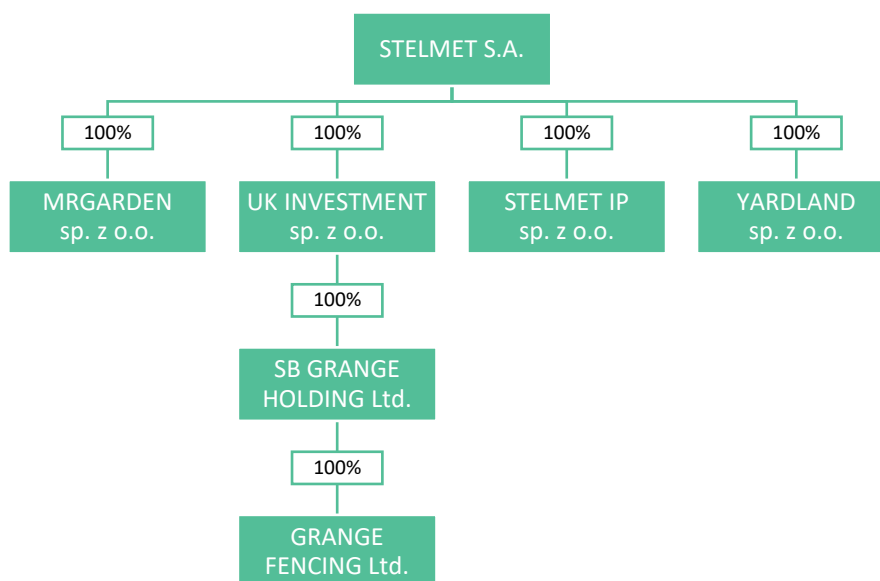 STELMET S.A.
100%
100%
100%
100%
MRGARDEN
sp. z o.o.
UK INVESTMENT
sp. z o.o.
STELMET IP
sp. z o.o.
YARDLAND
sp. z o.o.
100%
SB GRANGE
HOLDING Ltd.
100%
GRANGE
FENCING Ltd.